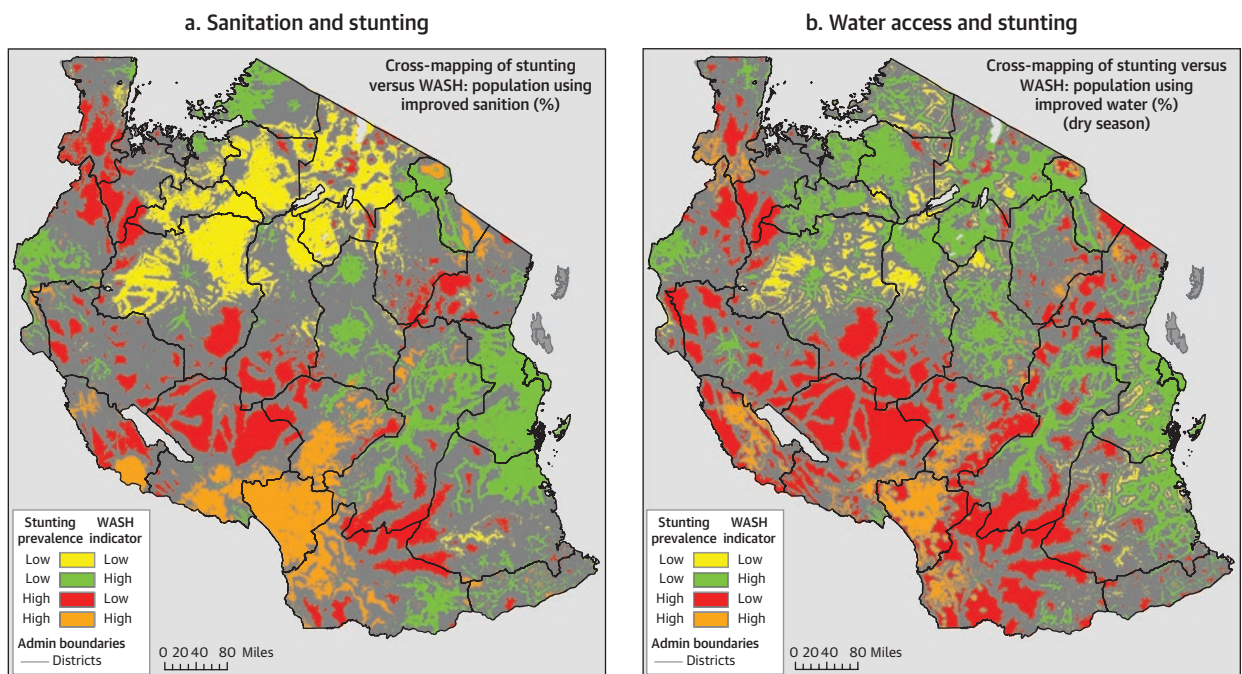 a. Sanitation and stunting
Cross-mapping of stunting
versus WASH: population using
improved sanition (%)
Stunting WASH
prevalence indicator
Low Low
Low High
High Low
High High
Admin boundaries
Districts
0 20 40 80 Miles
b. Water access and stunting
Cross-mapping of stunting versus
WASH: population using
improved water (%)
(dry season)
Stunting WASH
prevalence indicator
Low Low
Low High
High Low
High High
Admin boundaries
Districts
0 20 40 80 Miles